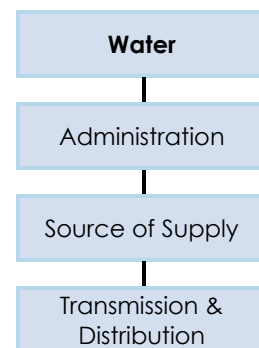 Water
Administration
Source of Supply
Transmission &
Distribution